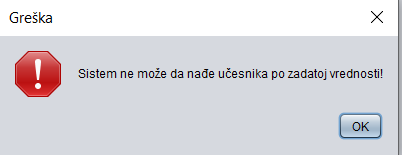 Greška
Sistem ne može da nađe učesnika po zadatoj vrednosti!
OK